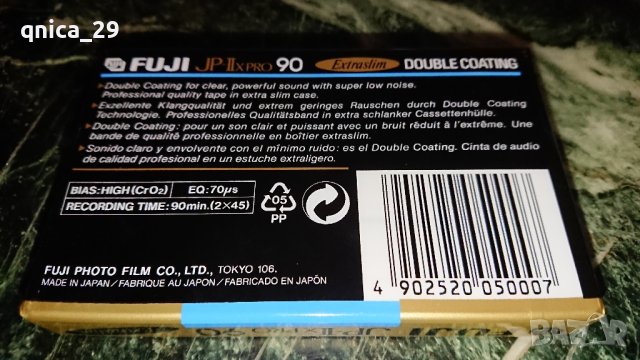 qnica_29
FUJI JP IIx PRO 90 Extraslim DOUBLE COATING
Double Coating for clear, powerful sound with super low noise.
Professional quality tape in extra slim case.
Exzellente Klangqualität und extrem geringes Rauschen durch Double Coating
Technologie. Professionelles Qualitätsband in extra schlanker Cassettenhülle.
Double Coating: pour un son clair et puissant avec un bruit réduit à l'extrême. Une
bande de qualité professionnelle en boîtier extraslim.
Sonido claro y envolvente con el mínimo ruido: es el Double Coating. Cinta de audio
de calidad profesional en un estuche extraligero.
BIAS: HIGH (CrO₂) EQ: 70μs
RECORDING TIME: 90min. (2×45)
05
PP
FUJI PHOTO FILM CO., LTD., TOKYO 106.
MADE IN JAPAN / FABRIQUE AU JAPON / FABRICADO EN JAPÓN
4 902520 050007
bazar